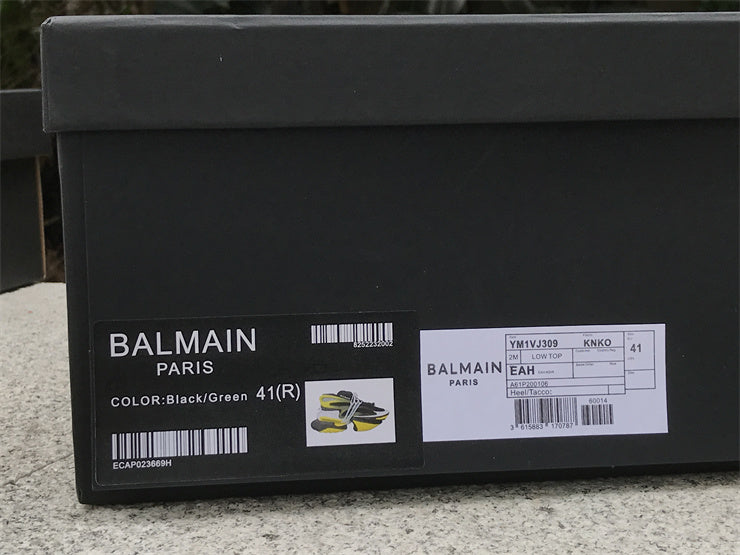 BALMAIN
PARIS
8252232002
COLOR:Black/Green 41(R)
ECAP023669H
BALMAIN
PARIS
YM1VJ309
KNKO
41
2M
LOW TOP
EAH
A61P200106
Heel/Tacco:
60014
3 615883 170787